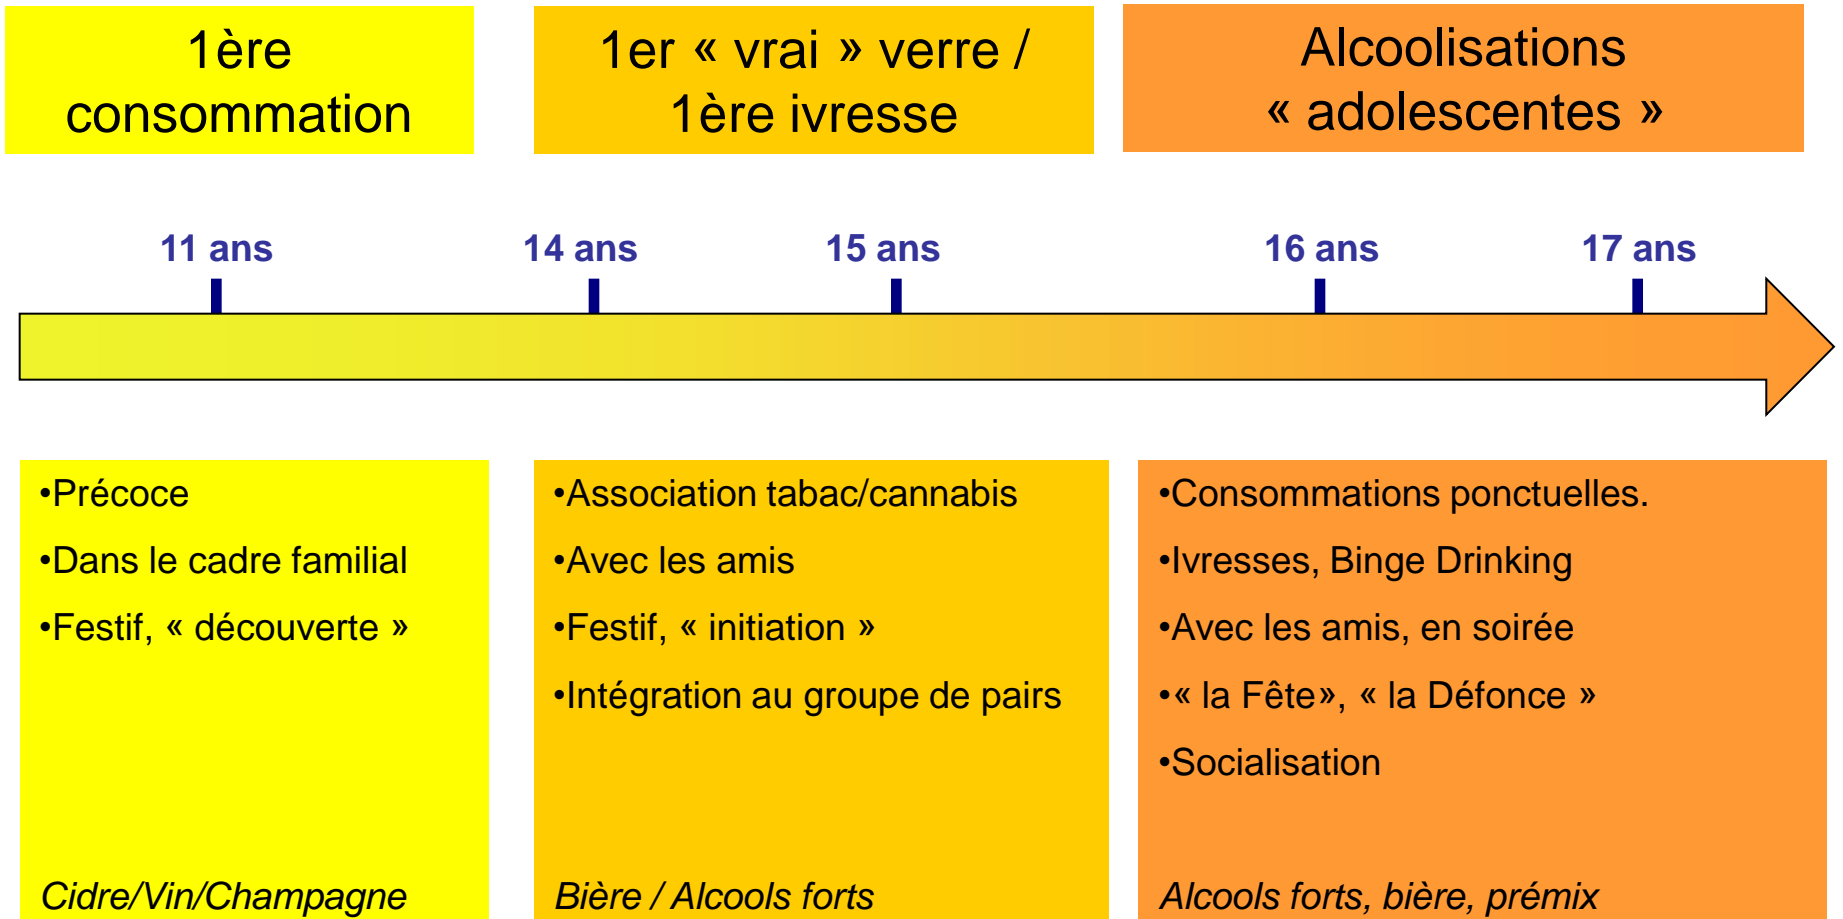 1ère
consommation
1er « vrai » verre /
1ère ivresse
Alcoolisations
« adolescentes »
11 ans
14 ans
15 ans
16 ans
17 ans
•Précoce
•Dans le cadre familial
•Festif, « découverte »
Cidre/Vin/Champagne
•Association tabac/cannabis
•Avec les amis
•Festif, « initiation »
•Intégration au groupe de pairs
Bière / Alcools forts
•Consommations ponctuelles.
•Ivresses, Binge Drinking
•Avec les amis, en soirée
•« la Fête», « la Défonce »
•Socialisation
Alcools forts, bière, prémix